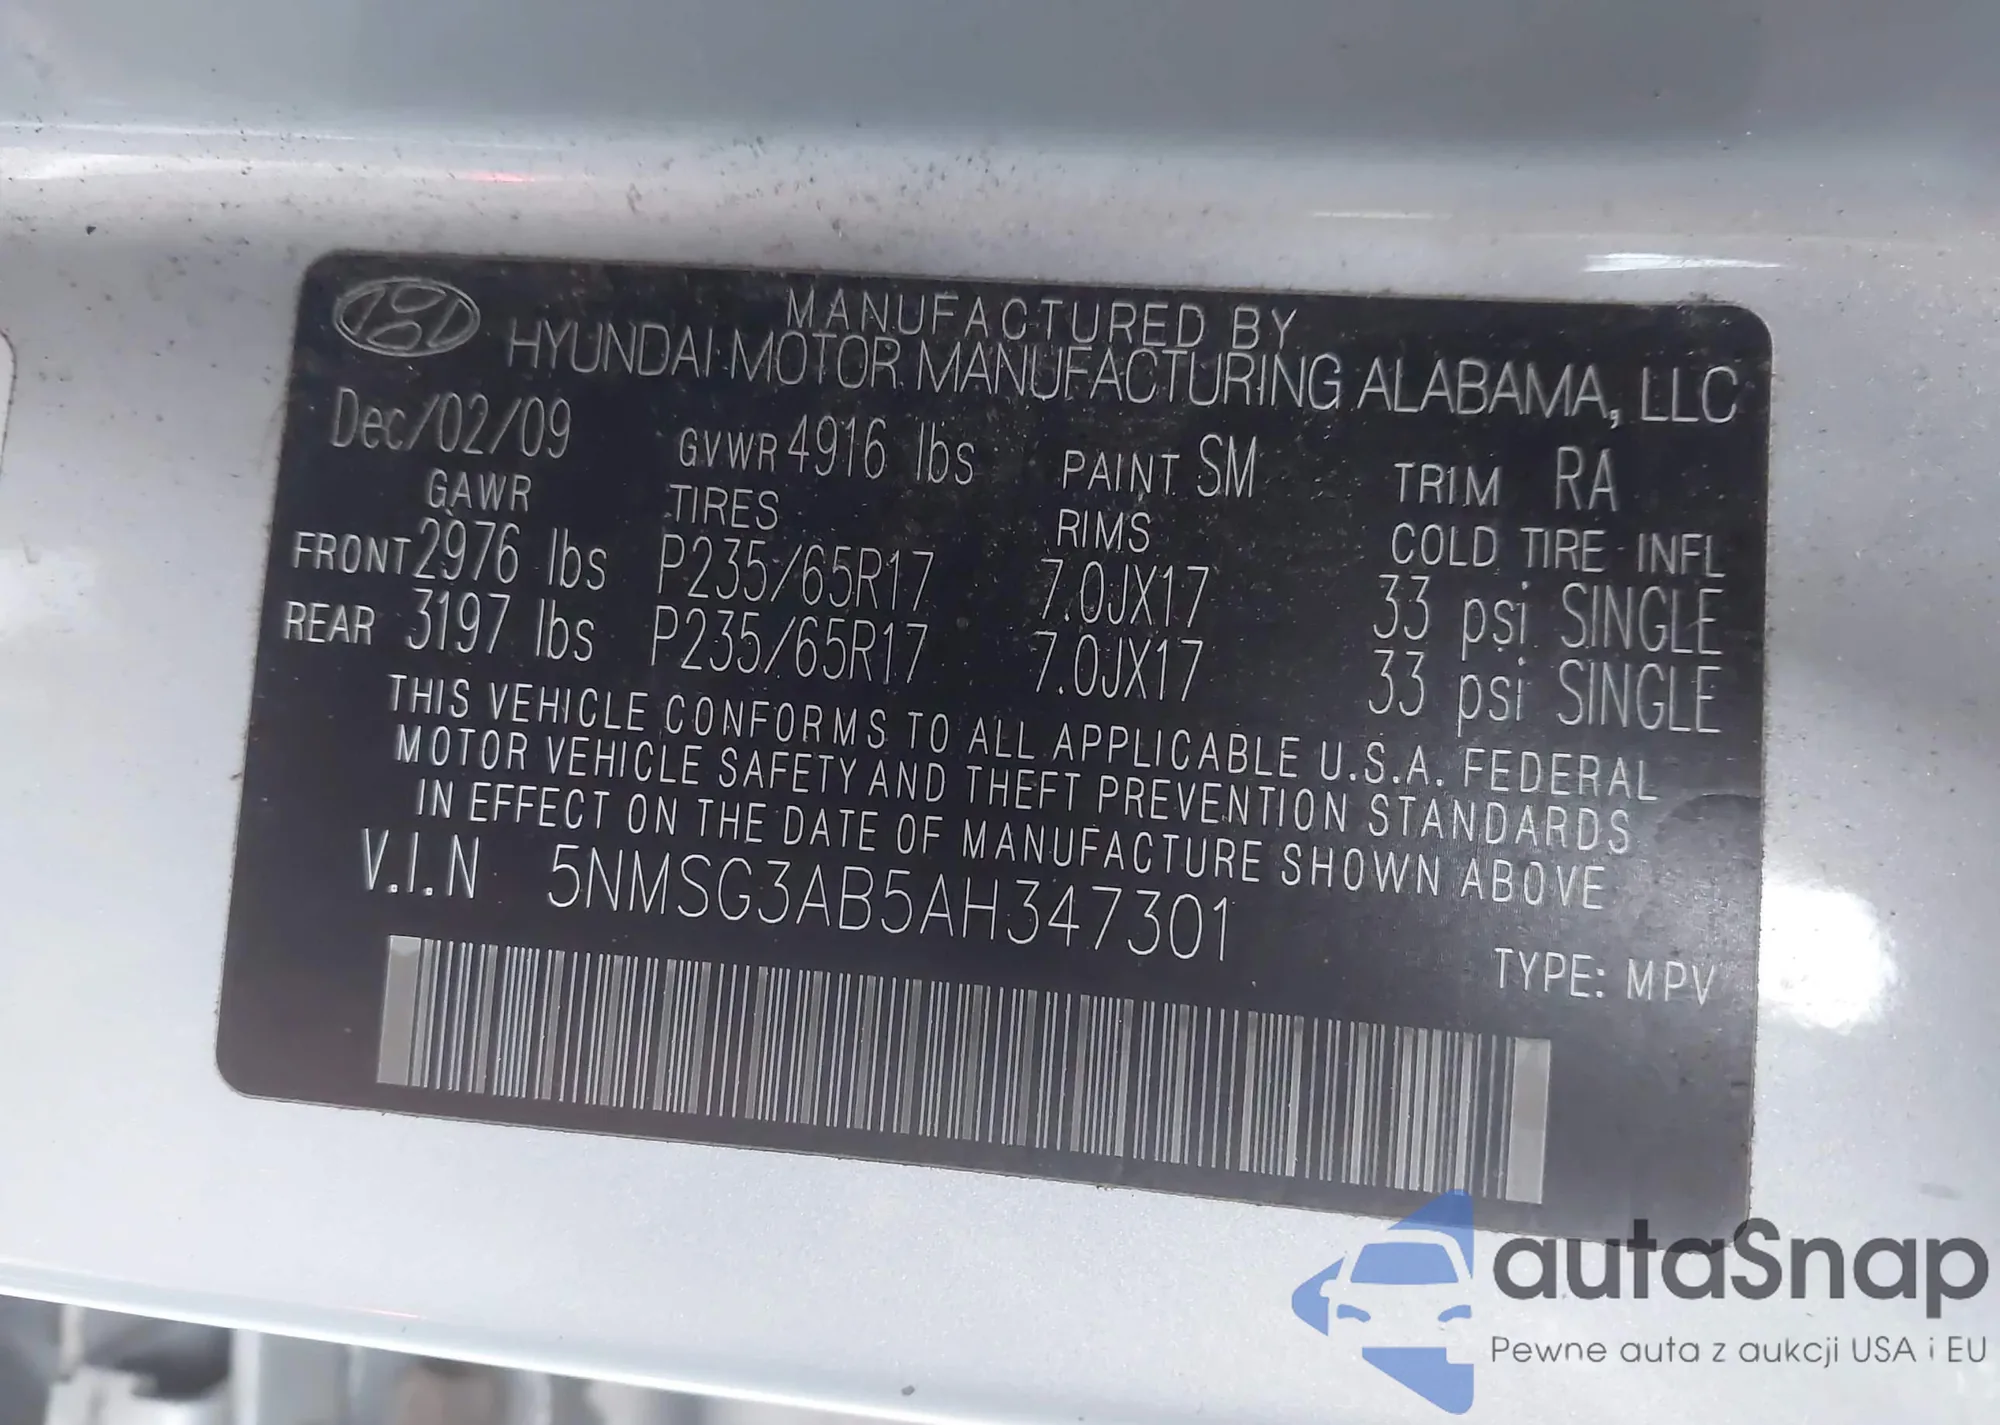 MANUFACTURED BY
HYUNDAI MOTOR MANUFACTURING ALABAMA, LLC
Dec/02/09 GVWR 4916 lbs PAINT SM TRIM RA
GAWR TIRES RIMS COLD TIRE INFL
FRONT 2976 lbs P235/65R17 7.0JX17 33 psi SINGLE
REAR 3197 lbs P235/65R17 7.0JX17 33 psi SINGLE
THIS VEHICLE CONFORMS TO ALL APPLICABLE U.S.A. FEDERAL
MOTOR VEHICLE SAFETY AND THEFT PREVENTION STANDARDS
IN EFFECT ON THE DATE OF MANUFACTURE SHOWN ABOVE
V.I.N 5NMSG3AB5AH347301
TYPE: MPV
autaSnap
Pewne auta z aukcji USA i EU